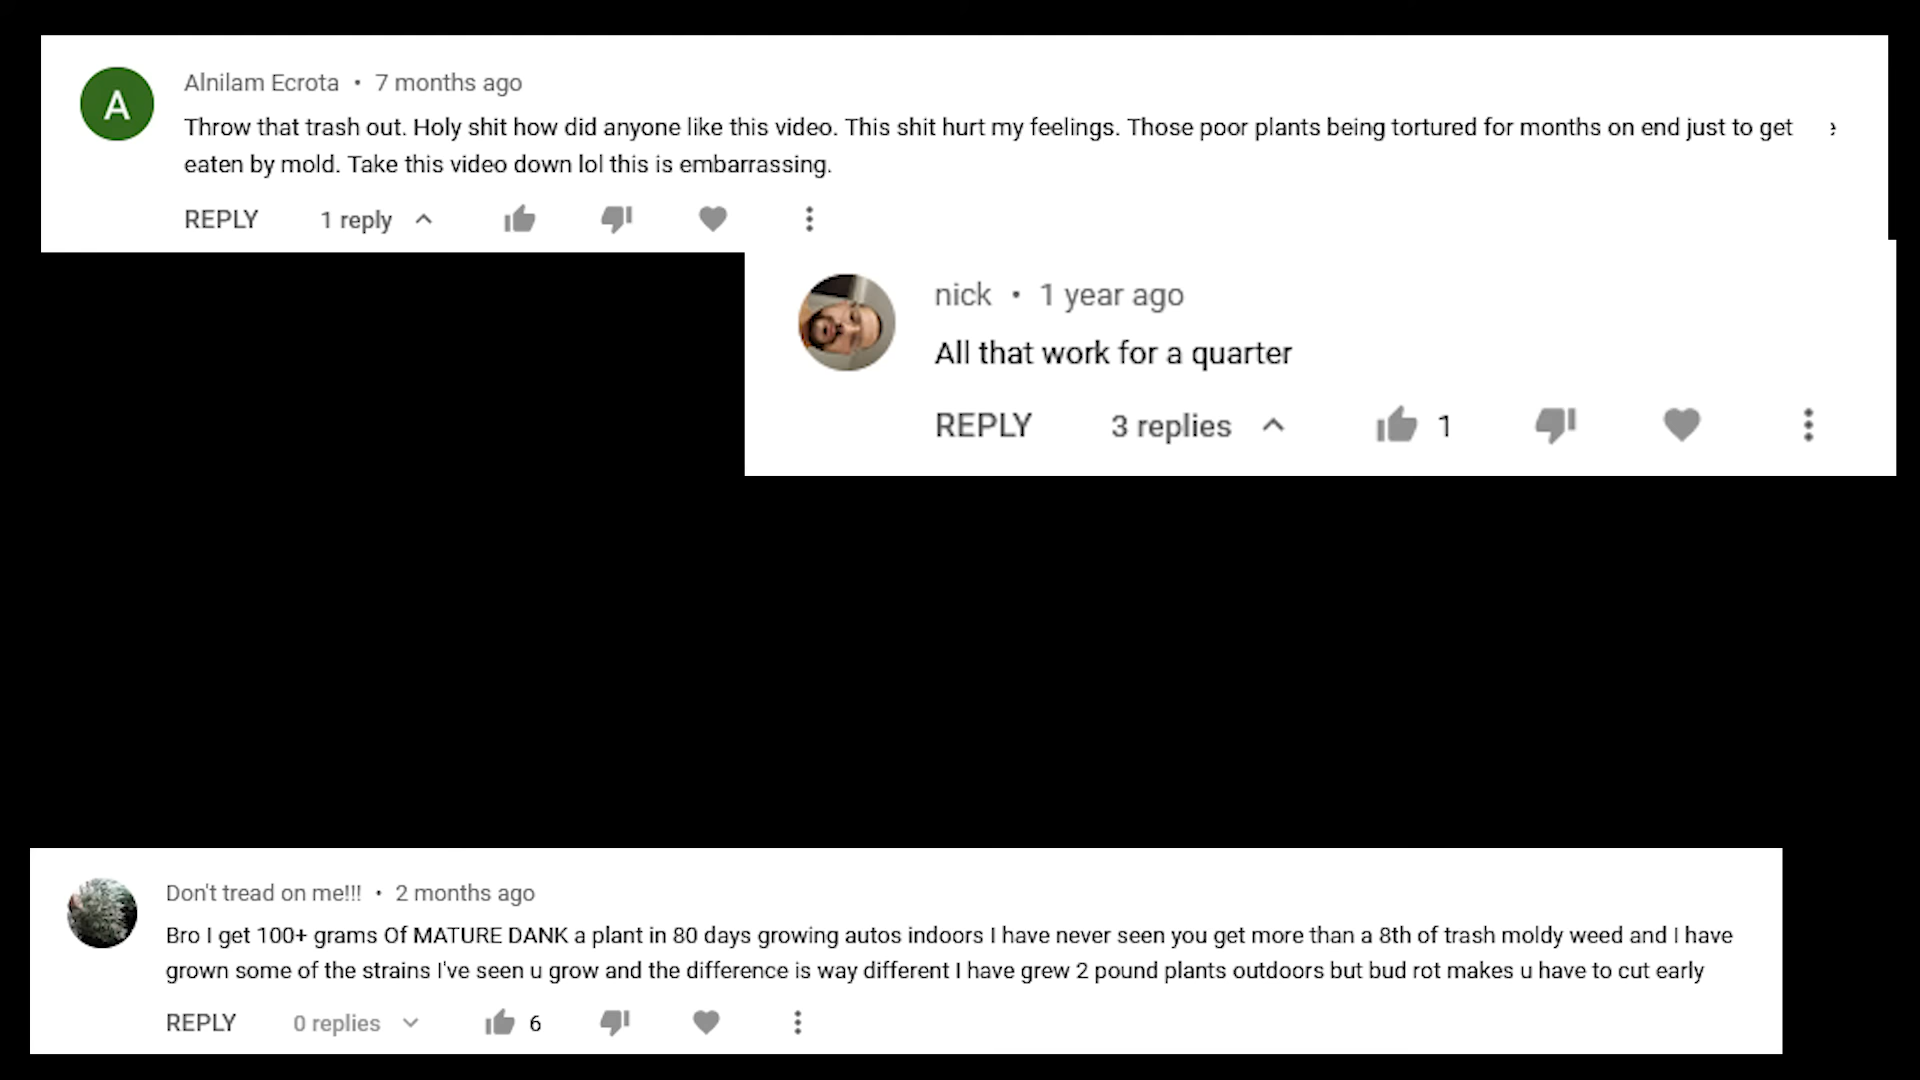 A
Alnilam Ecrota • 7 months ago
Throw that trash out. Holy shit how did anyone like this video. This shit hurt my feelings. Those poor plants being tortured for months on end just to get
eaten by mold. Take this video down lol this is embarrassing.
REPLY 1 reply
nick • 1 year ago
All that work for a quarter
REPLY 3 replies 1
Don't tread on me!!! • 2 months ago
Bro I get 100+ grams Of MATURE DANK a plant in 80 days growing autos indoors I have never seen you get more than a 8th of trash moldy weed and I have
grown some of the strains I've seen u grow and the difference is way different I have grew 2 pound plants outdoors but bud rot makes u have to cut early
REPLY 0 replies 6